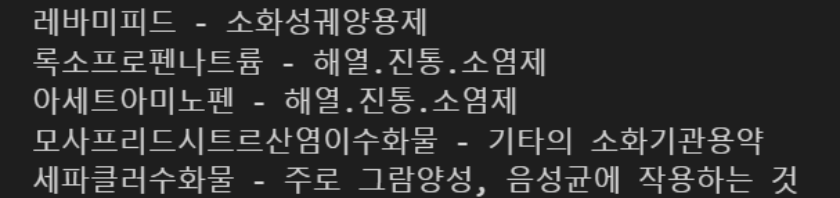 레바미피드 - 소화성궤양용제
록소프로펜나트륨 - 해열.진통.소염제
아세트아미노펜 - 해열.진통.소염제
모사프리드시트르산염이수화물 - 기타의 소화기관용약
세파클러수화물 - 주로 그람양성, 음성균에 작용하는 것